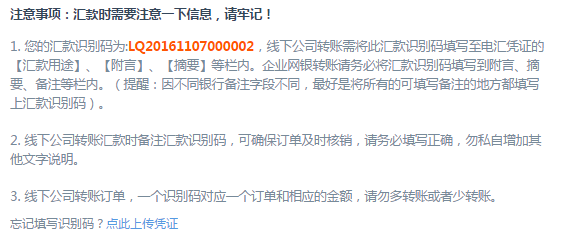 注意事项：汇款时需要注意一下信息，请牢记！
1. 您的汇款识别码为:LQ20161107000002，线下公司转账需将此汇款识别码填写至电汇凭证的
【汇款用途】、【附言】、【摘要】等栏内。企业网银转账请务必将汇款识别码填写到附言、摘
要、备注等栏内。（提醒：因不同银行备注字段不同，最好是将所有的可填写备注的地方都填写
上汇款识别码）。
2. 线下公司转账汇款时备注汇款识别码，可确保订单及时核销，请务必填写正确，勿私自增加其
他文字说明。
3. 线下公司转账订单，一个识别码对应一个订单和相应的金额，请勿多转账或者少转账。
忘记填写识别码？点此上传凭证